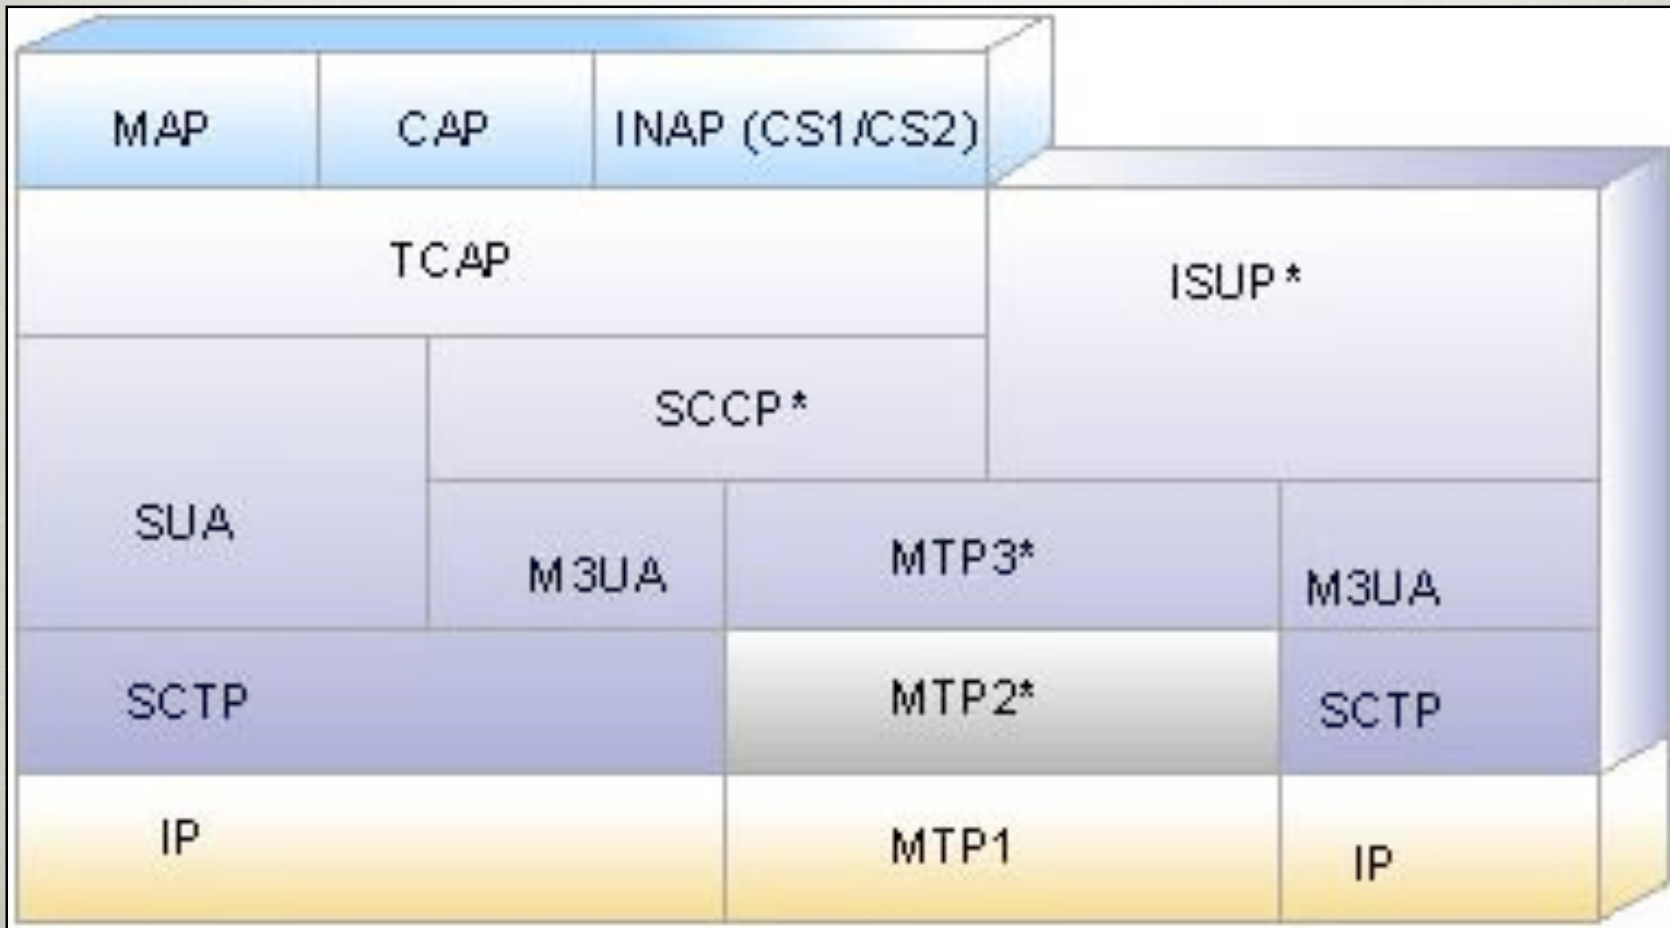 MAP
CAP
INAP (CS1/CS2)
TCAP
ISUP*
SCCP*
SUA
M3UA
MTP3*
M3UA
SCTP
MTP2*
SCTP
IP
MTP1
IP